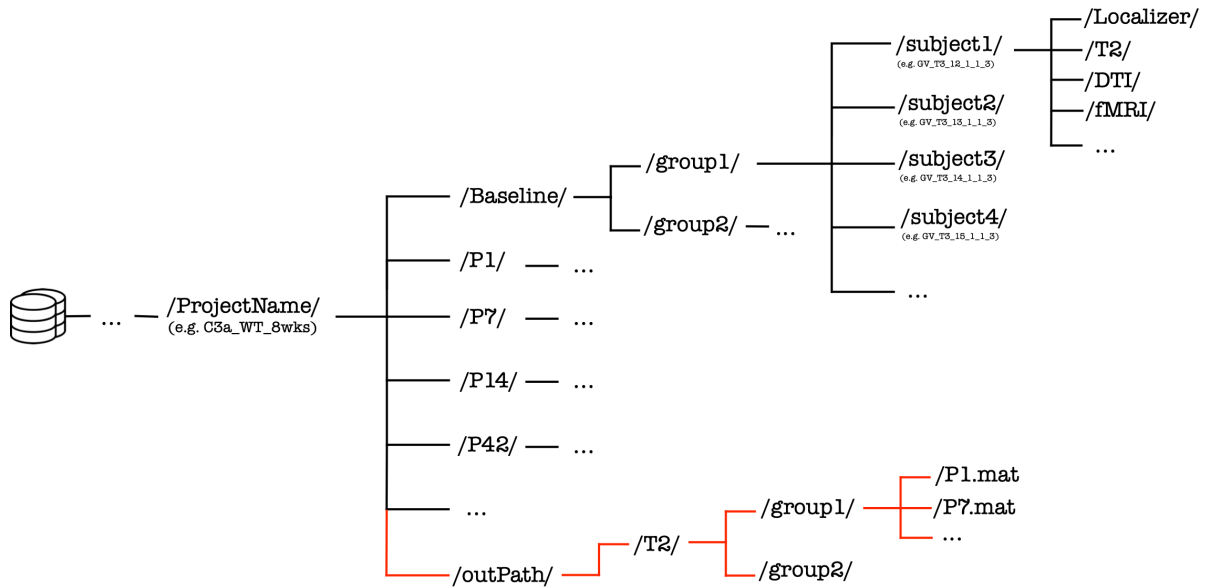 /Localizer/
/subject1/
(e.g. GV_T3_12_1_1_3)
/T2/
/DTI/
/subject2/
(e.g. GV_T3_13_1_1_3)
/fMRI/
...
/group1/
/subject3/
(e.g. GV_T3_14_1_1_3)
/Baseline/
/group2/
...
/subject4/
(e.g. GV_T3_15_1_1_3)
/P1/
...
...
...
/ProjectName/
(e.g. C3a_WT_8wks)
/P7/
...
/P14/
...
/P42/
...
...
/P1.mat
/group1/
/P7.mat
...
/T2/
/outPath/
/group2/